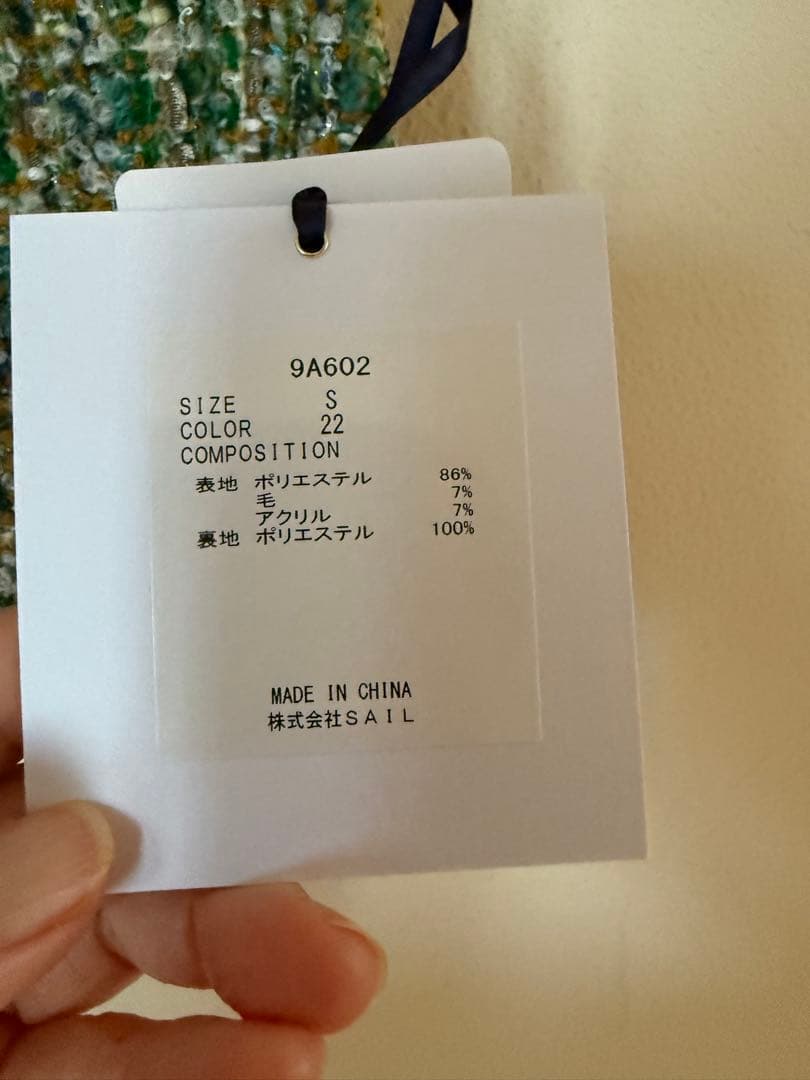 9A602
SIZE S
COLOR 22
COMPOSITION
表地 ポリエステル 86%
毛 7%
アクリル 7%
裏地 ポリエステル 100%
MADE IN CHINA
株式会社SAIL